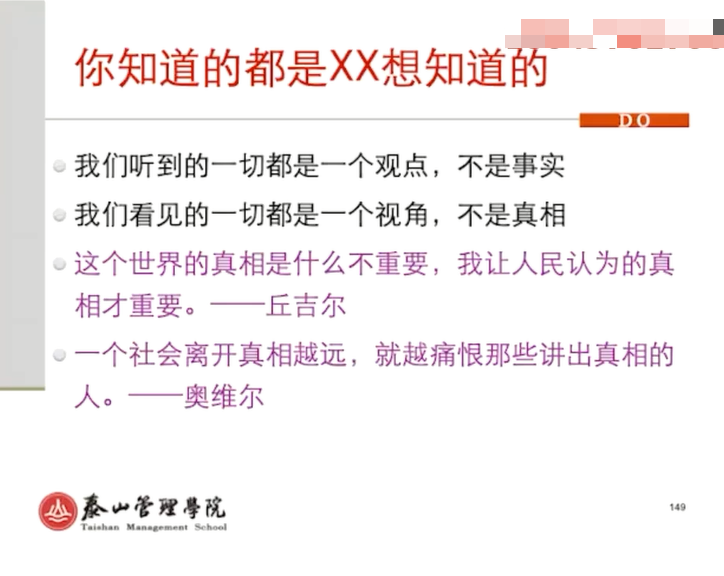 你知道的都是XX想知道的
DO
我们听到的一切都是一个观点，不是事实
我们看见的一切都是一个视角，不是真相
这个世界的真相是什么不重要，我让人民认为的真
相才重要。——丘吉尔
一个社会离开真相越远，就越痛恨那些讲出真相的
人。——奥维尔
泰山管理學院
Taishan Management School
149